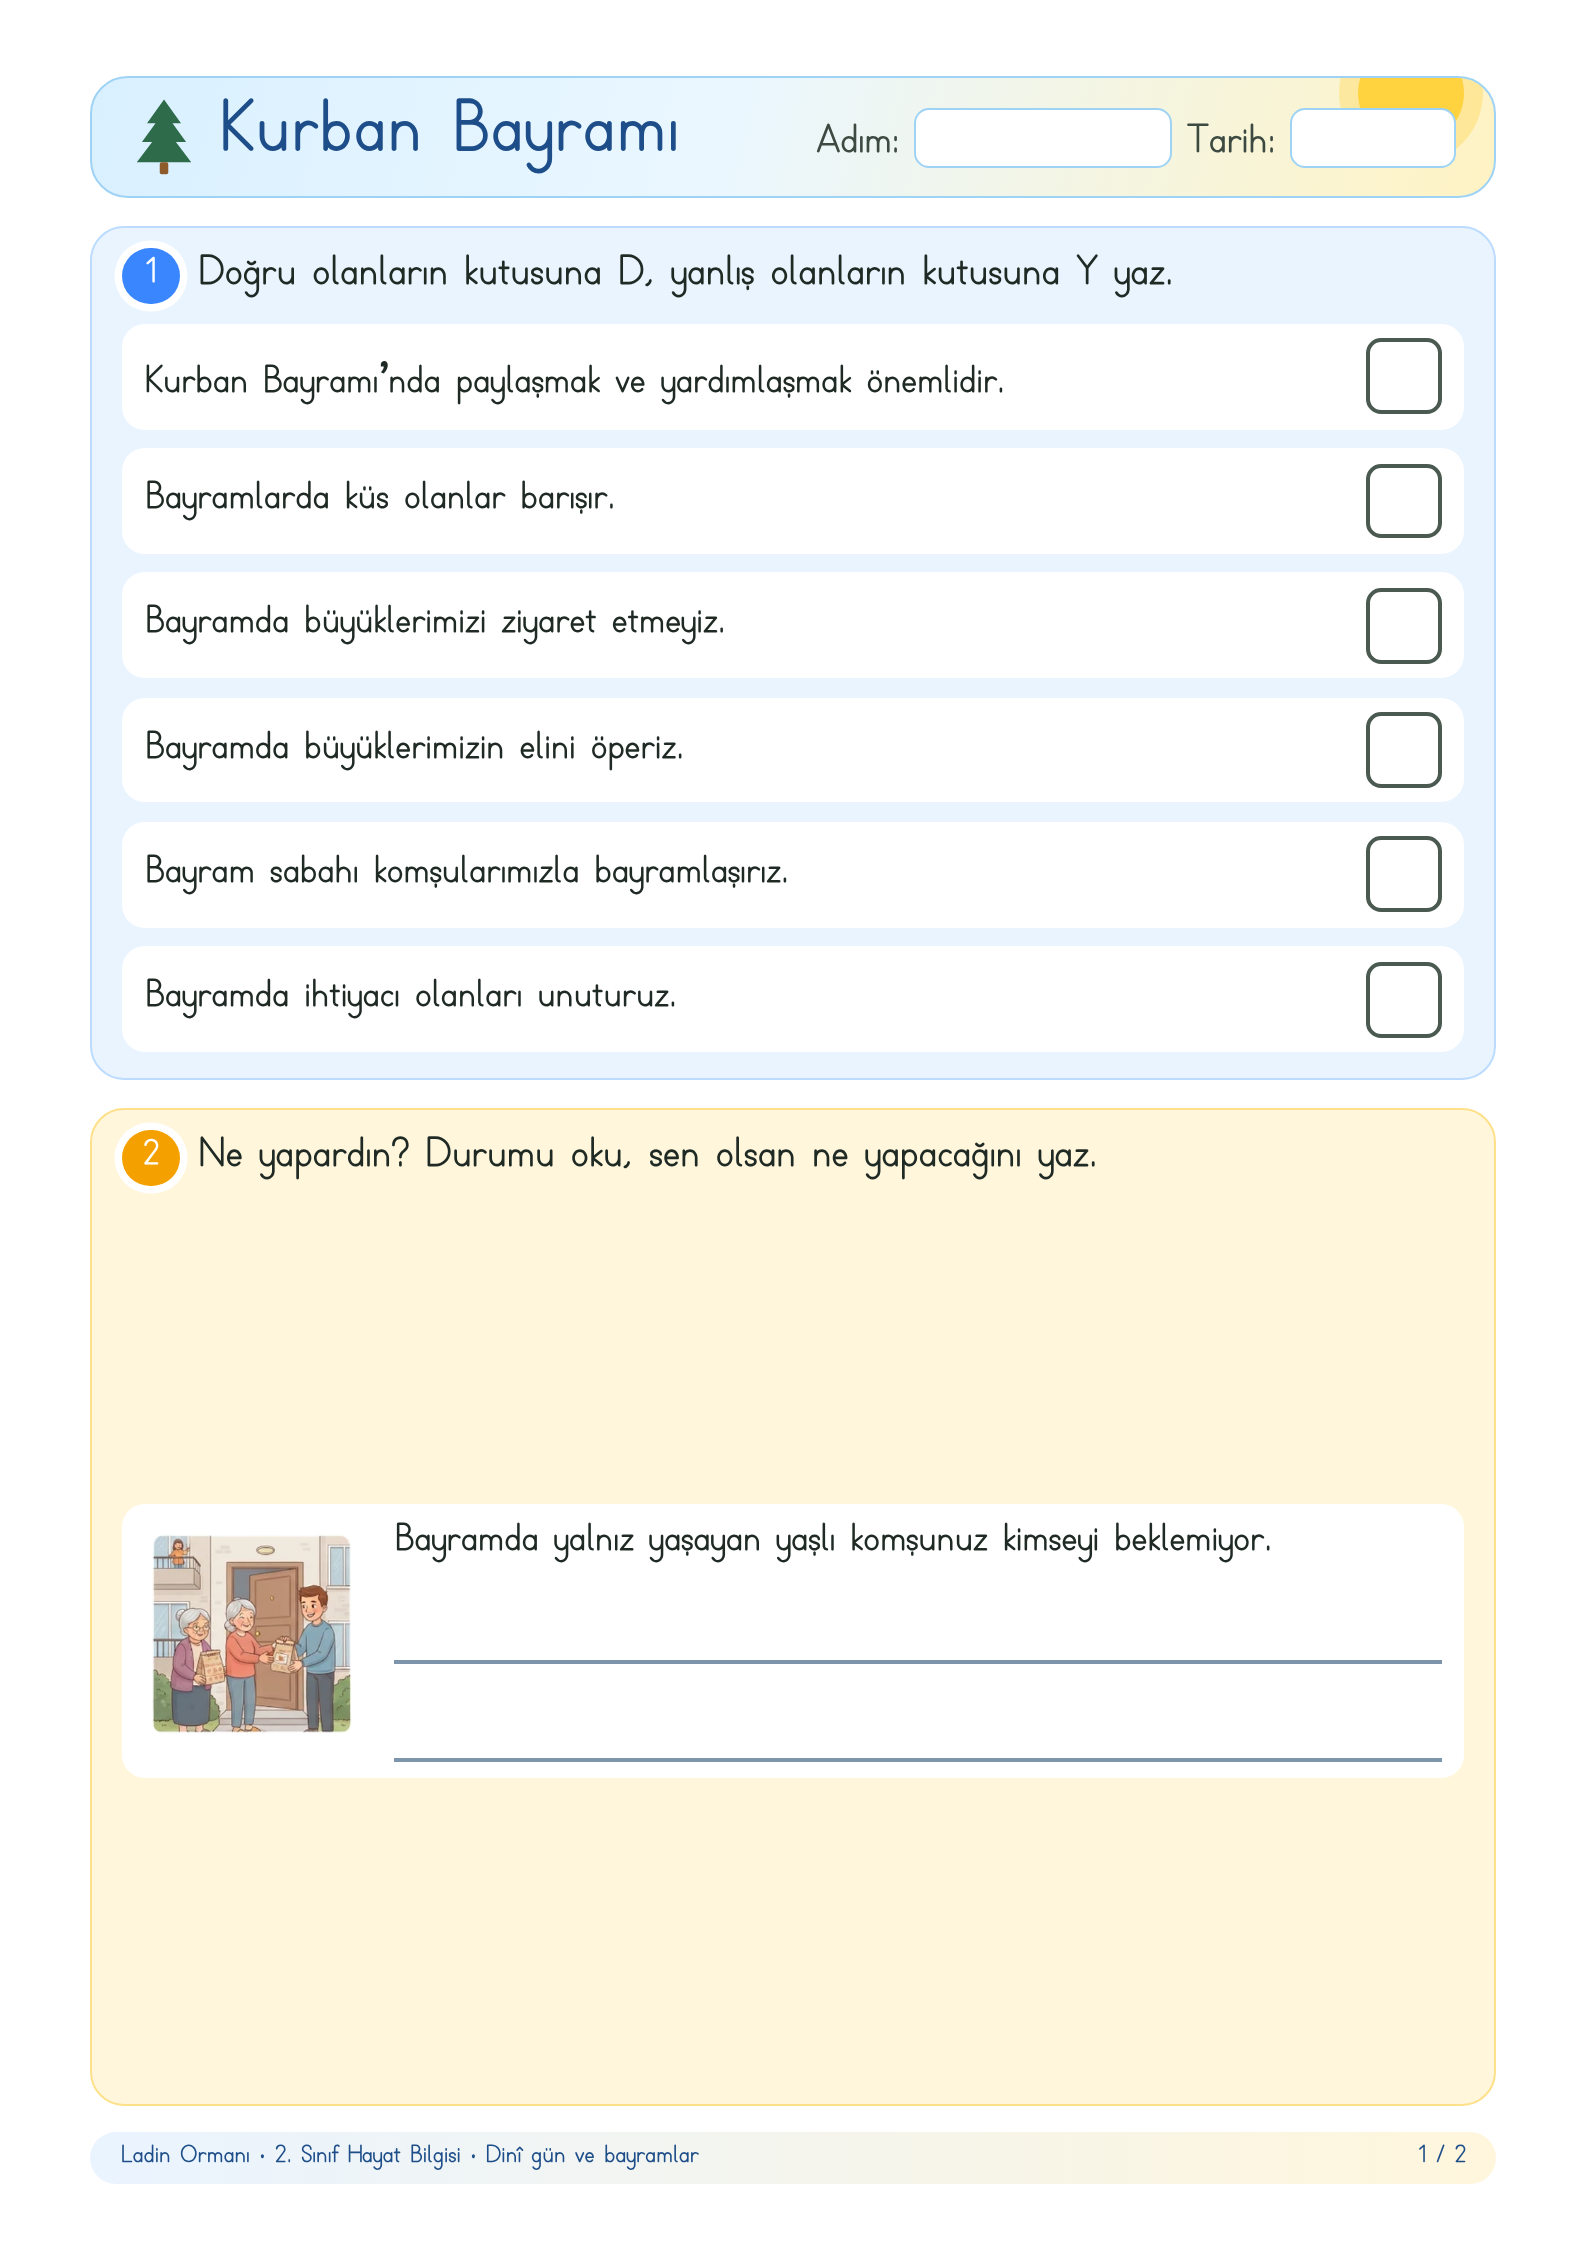 Kurban Bayramı
Adım:
Tarih:
1
Doğru olanların kutusuna D, yanlış olanların kutusuna Y yaz.
Kurban Bayramı’nda paylaşmak ve yardımlaşmak önemlidir.
Bayramlarda küs olanlar barışır.
Bayramda büyüklerimizi ziyaret etmeyiz.
Bayramda büyüklerimizin elini öperiz.
Bayram sabahı komşularımızla bayramlaşırız.
Bayramda ihtiyacı olanları unuturuz.
2
Ne yapardın? Durumu oku, sen olsan ne yapacağını yaz.
Bayramda yalnız yaşayan yaşlı komşunuz kimseyi beklemiyor.
Ladin Ormanı • 2. Sınıf Hayat Bilgisi • Dinî gün ve bayramlar
1 / 2